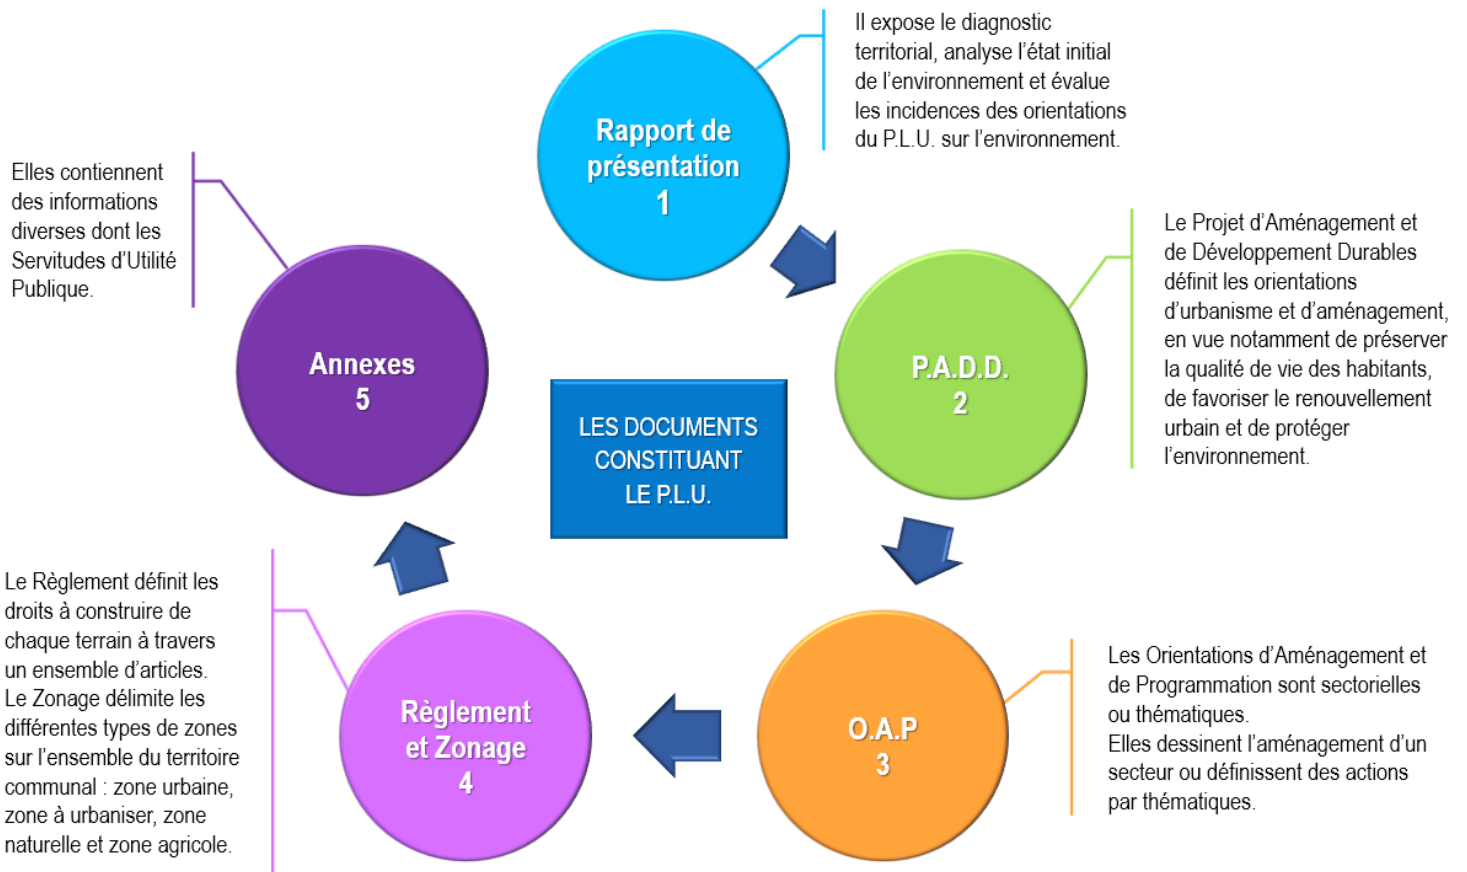 Il expose le diagnostic
territorial, analyse l’état initial
de l’environnement et évalue
les incidences des orientations
du P.L.U. sur l’environnement.
Rapport de
présentation
1
Le Projet d’Aménagement et
de Développement Durables
définit les orientations
d’urbanisme et d’aménagement,
en vue notamment de préserver
la qualité de vie des habitants,
de favoriser le renouvellement
urbain et de protéger
l’environnement.
P.A.D.D.
2
Les Orientations d’Aménagement et
de Programmation sont sectorielles
ou thématiques.
Elles dessinent l’aménagement d’un
secteur ou définissent des actions
par thématiques.
O.A.P
3
Le Règlement définit les
droits à construire de
chaque terrain à travers
un ensemble d’articles.
Le Zonage délimite les
différentes types de zones
sur l’ensemble du territoire
communal : zone urbaine,
zone à urbaniser, zone
naturelle et zone agricole.
Règlement
et Zonage
4
Elles contiennent
des informations
diverses dont les
Servitudes d’Utilité
Publique.
Annexes
5
LES DOCUMENTS
CONSTITUANT
LE P.L.U.